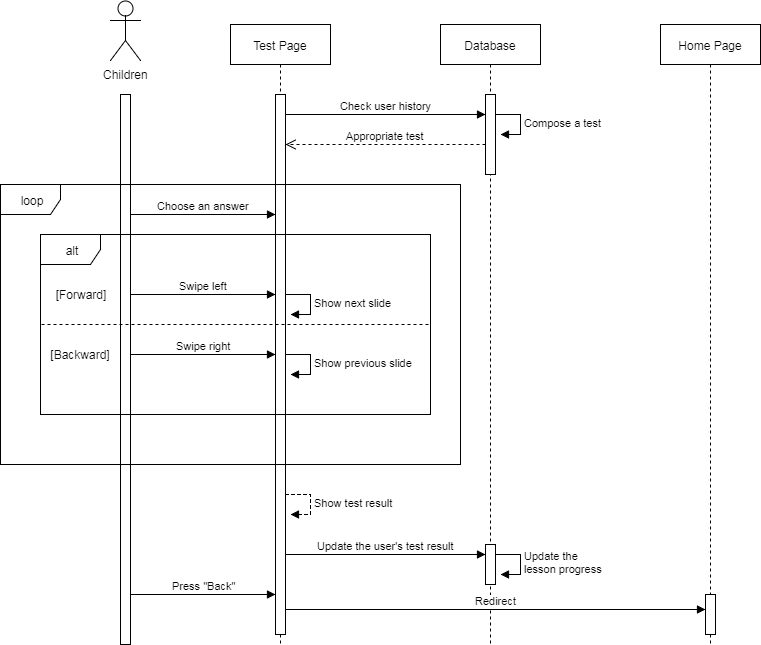 Children
Test Page
Database
Home Page
Check user history
Compose a test
Appropriate test
loop
Choose an answer
alt
[Forward]
Swipe left
Show next slide
[Backward]
Swipe right
Show previous slide
Show test result
Update the user's test result
Update the
lesson progress
Press "Back"
Redirect